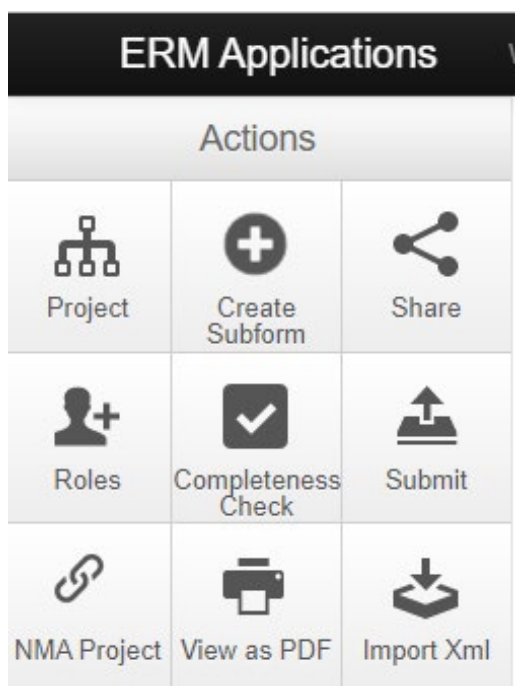 ERM Applications
Actions
Project
Create
Subform
Share
Roles
Completeness
Check
Submit
NMA Project
View as PDF
Import Xml